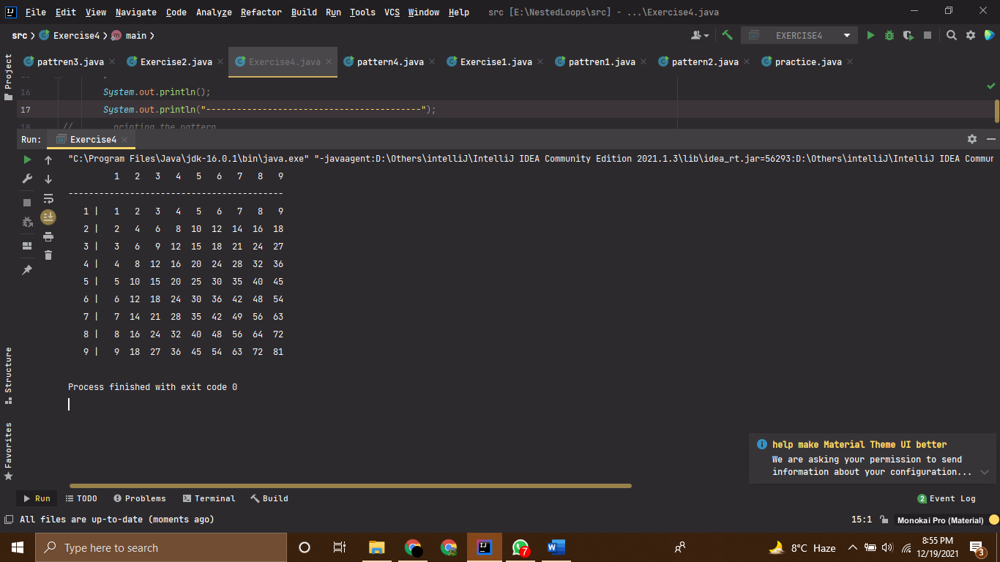 File Edit View Navigate Code Analyze Refactor Build Run Tools VCS Window Help src [E:\NestedLoops\src] - ...\Exercise4.java
src Exercise4 main EXERCISE4
pattren3.java Exercise2.java Exercise4.java pattern4.java Exercise1.java pattren1.java pattern2.java practice.java
Project
16 System.out.println();
17 System.out.println("------------------------------------------");
18 // printing the pattern
Run: Exercise4
"C:\Program Files\Java\jdk-16.0.1\bin\java.exe" "-javaagent:D:\Others\intelliJ\IntelliJ IDEA Community Edition 2021.1.3\lib\idea_rt.jar=56293:D:\Others\intelliJ\IntelliJ IDEA Commun
1 2 3 4 5 6 7 8 9
------------------------------------------
1 | 1 2 3 4 5 6 7 8 9
2 | 2 4 6 8 10 12 14 16 18
3 | 3 6 9 12 15 18 21 24 27
4 | 4 8 12 16 20 24 28 32 36
5 | 5 10 15 20 25 30 35 40 45
6 | 6 12 18 24 30 36 42 48 54
7 | 7 14 21 28 35 42 49 56 63
8 | 8 16 24 32 40 48 56 64 72
9 | 9 18 27 36 45 54 63 72 81
Process finished with exit code 0
Structure
Favorites
help make Material Theme UI better
We are asking your permission to send
information about your configuration...
Run TODO Problems Terminal Build 2 Event Log
All files are up-to-date (moments ago) 15:1 Monokai Pro (Material)
Type here to search 7 8°C Haze 8:55 PM
12/19/2021 3